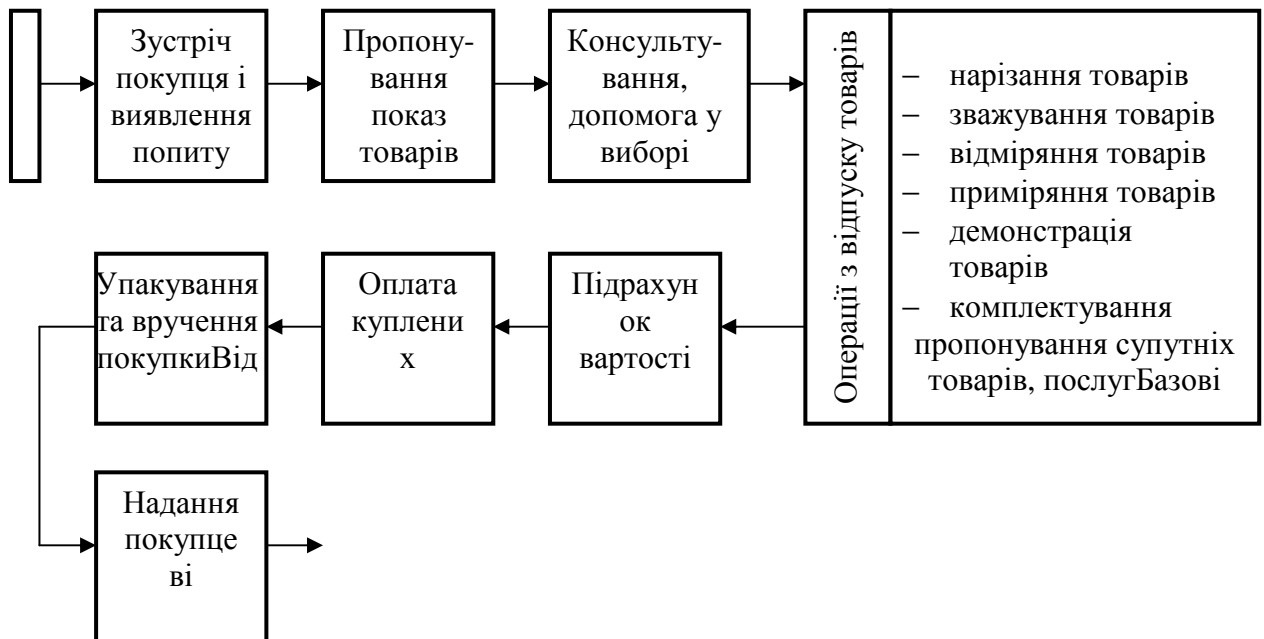 Зустріч
покупця і
виявлення
попиту
Пропону-
вання
показ
товарів
Консульту-
вання,
допомога у
виборі
Операції з відпуску товарів
– нарізання товарів
– зважування товарів
– відміряння товарів
– приміряння товарів
– демонстрація
товарів
– комплектування
пропонування супутніх
товарів, послугБазові
Підрахун
ок
вартості
Оплата
куплени
х
Упакування
та вручення
покупкиВід
Надання
покупце
ві